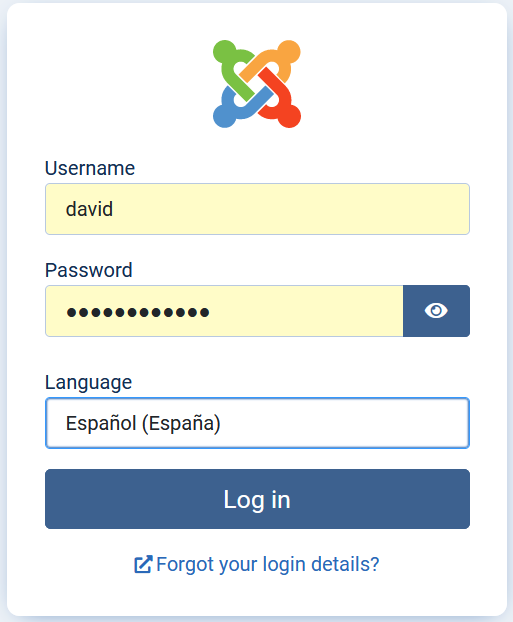 Username
david
Password
●●●●●●●●●●●●
Language
Español (España)
Log in
Forgot your login details?